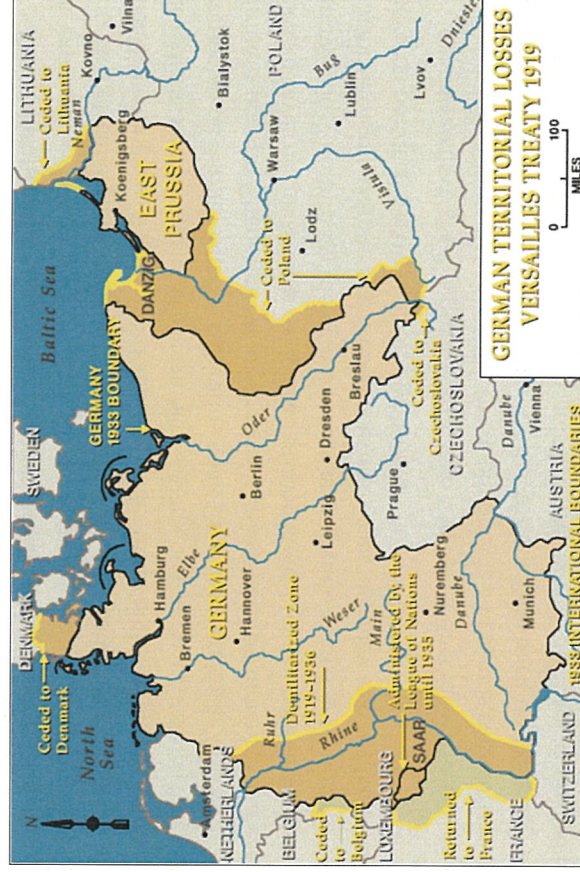 GERMAN TERRITORIAL LOSSES
VERSAILLES TREATY 1919
0
100
MILES
N
North
Sea
Baltic Sea
DENMARK
SWEDEN
LITHUANIA
Ceded to
Denmark
Ceded to
Lithuania
Neman
Kovno
Vilna
Koenigsberg
EAST
PRUSSIA
DANZIG
GERMANY
1933 BOUNDARY
Hamburg
Bremen
Elbe
Hannover
GERMANY
Berlin
Oder
Weser
Leipzig
Dresden
Breslau
Ceded to
Poland
Bialystok
POLAND
Bug
Warsaw
Lodz
Vistula
Lublin
Lvov
Dniester
Amsterdam
NETHERLANDS
Ruhr
Demilitarized Zone
1919-1936
Rhine
BELGIUM
Ceded
to
Belgium
LUXEMBOURG
Main
Administered by the
League of Nations
until 1935
SAAR
Returned
to
France
FRANCE
Nuremberg
Danube
Munich
Prague
Ceded to
Czechoslovakia
CZECHOSLOVAKIA
Danube
Vienna
AUSTRIA
SWITZERLAND
1933 INTERNATIONAL BOUNDARIES